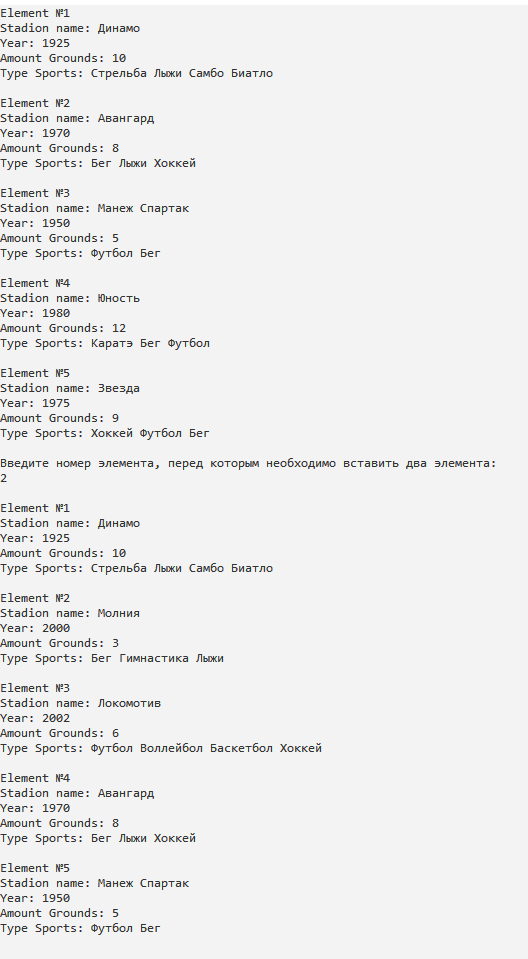 Element №1
Stadion name: Динамо
Year: 1925
Amount Grounds: 10
Type Sports: Стрельба Лыжи Самбо Биатло
Element №2
Stadion name: Авангард
Year: 1970
Amount Grounds: 8
Type Sports: Бег Лыжи Хоккей
Element №3
Stadion name: Манеж Спартак
Year: 1950
Amount Grounds: 5
Type Sports: Футбол Бег
Element №4
Stadion name: Юность
Year: 1980
Amount Grounds: 12
Type Sports: Каратэ Бег Футбол
Element №5
Stadion name: Звезда
Year: 1975
Amount Grounds: 9
Type Sports: Хоккей Футбол Бег
Введите номер элемента, перед которым необходимо вставить два элемента:
2
Element №1
Stadion name: Динамо
Year: 1925
Amount Grounds: 10
Type Sports: Стрельба Лыжи Самбо Биатло
Element №2
Stadion name: Молния
Year: 2000
Amount Grounds: 3
Type Sports: Бег Гимнастика Лыжи
Element №3
Stadion name: Локомотив
Year: 2002
Amount Grounds: 6
Type Sports: Футбол Воллейбол Баскетбол Хоккей
Element №4
Stadion name: Авангард
Year: 1970
Amount Grounds: 8
Type Sports: Бег Лыжи Хоккей
Element №5
Stadion name: Манеж Спартак
Year: 1950
Amount Grounds: 5
Type Sports: Футбол Бег